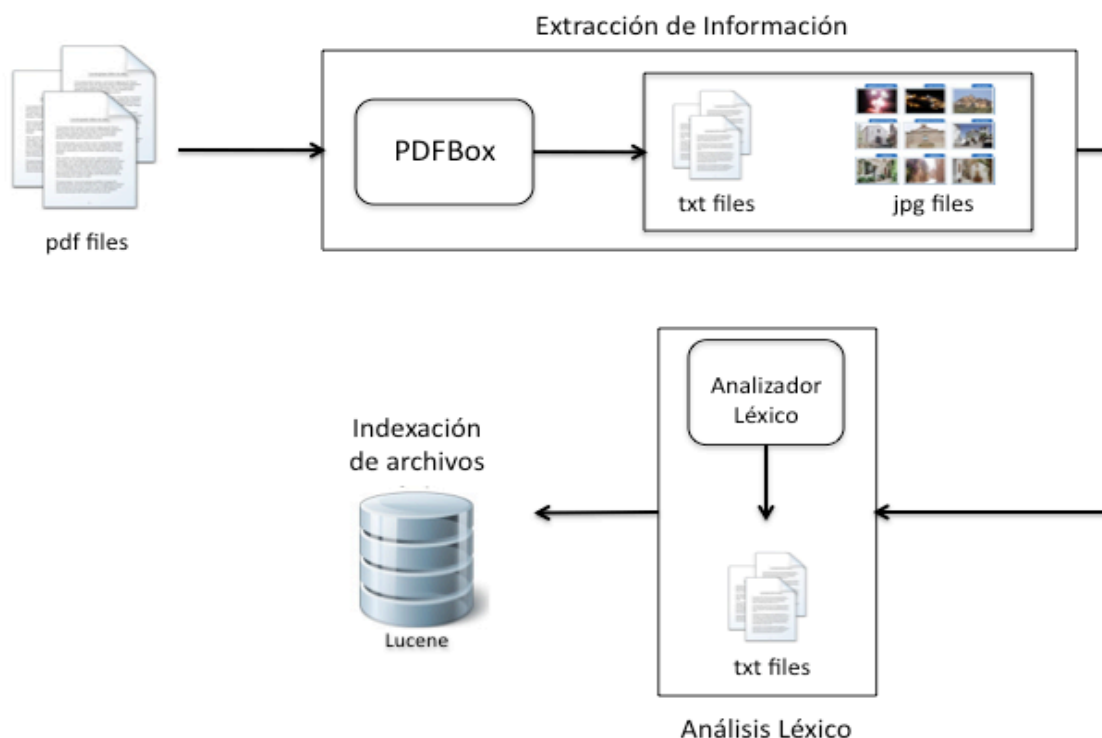 Extracción de Información
PDFBox
txt files
jpg files
pdf files
Analizador
Léxico
txt files
Análisis Léxico
Indexación
de archivos
Lucene